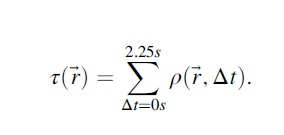 2.25s
τ(r⃗) = ∑ ρ(r⃗, Δt).
Δt=0s